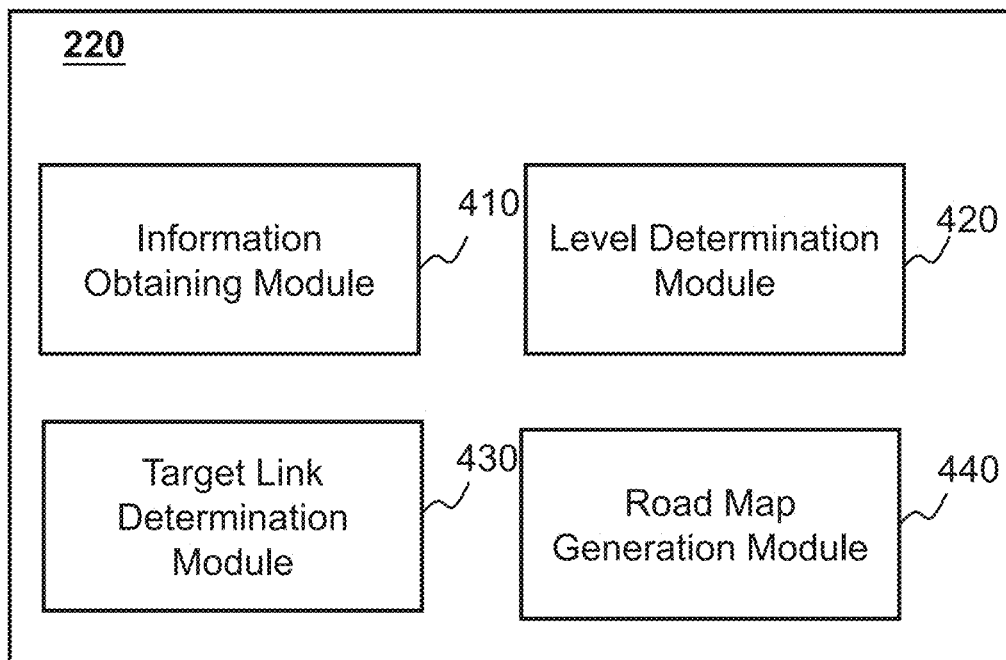 220
Information
Obtaining Module
410
Level Determination
Module
420
Target Link
Determination
Module
430
Road Map
Generation Module
440